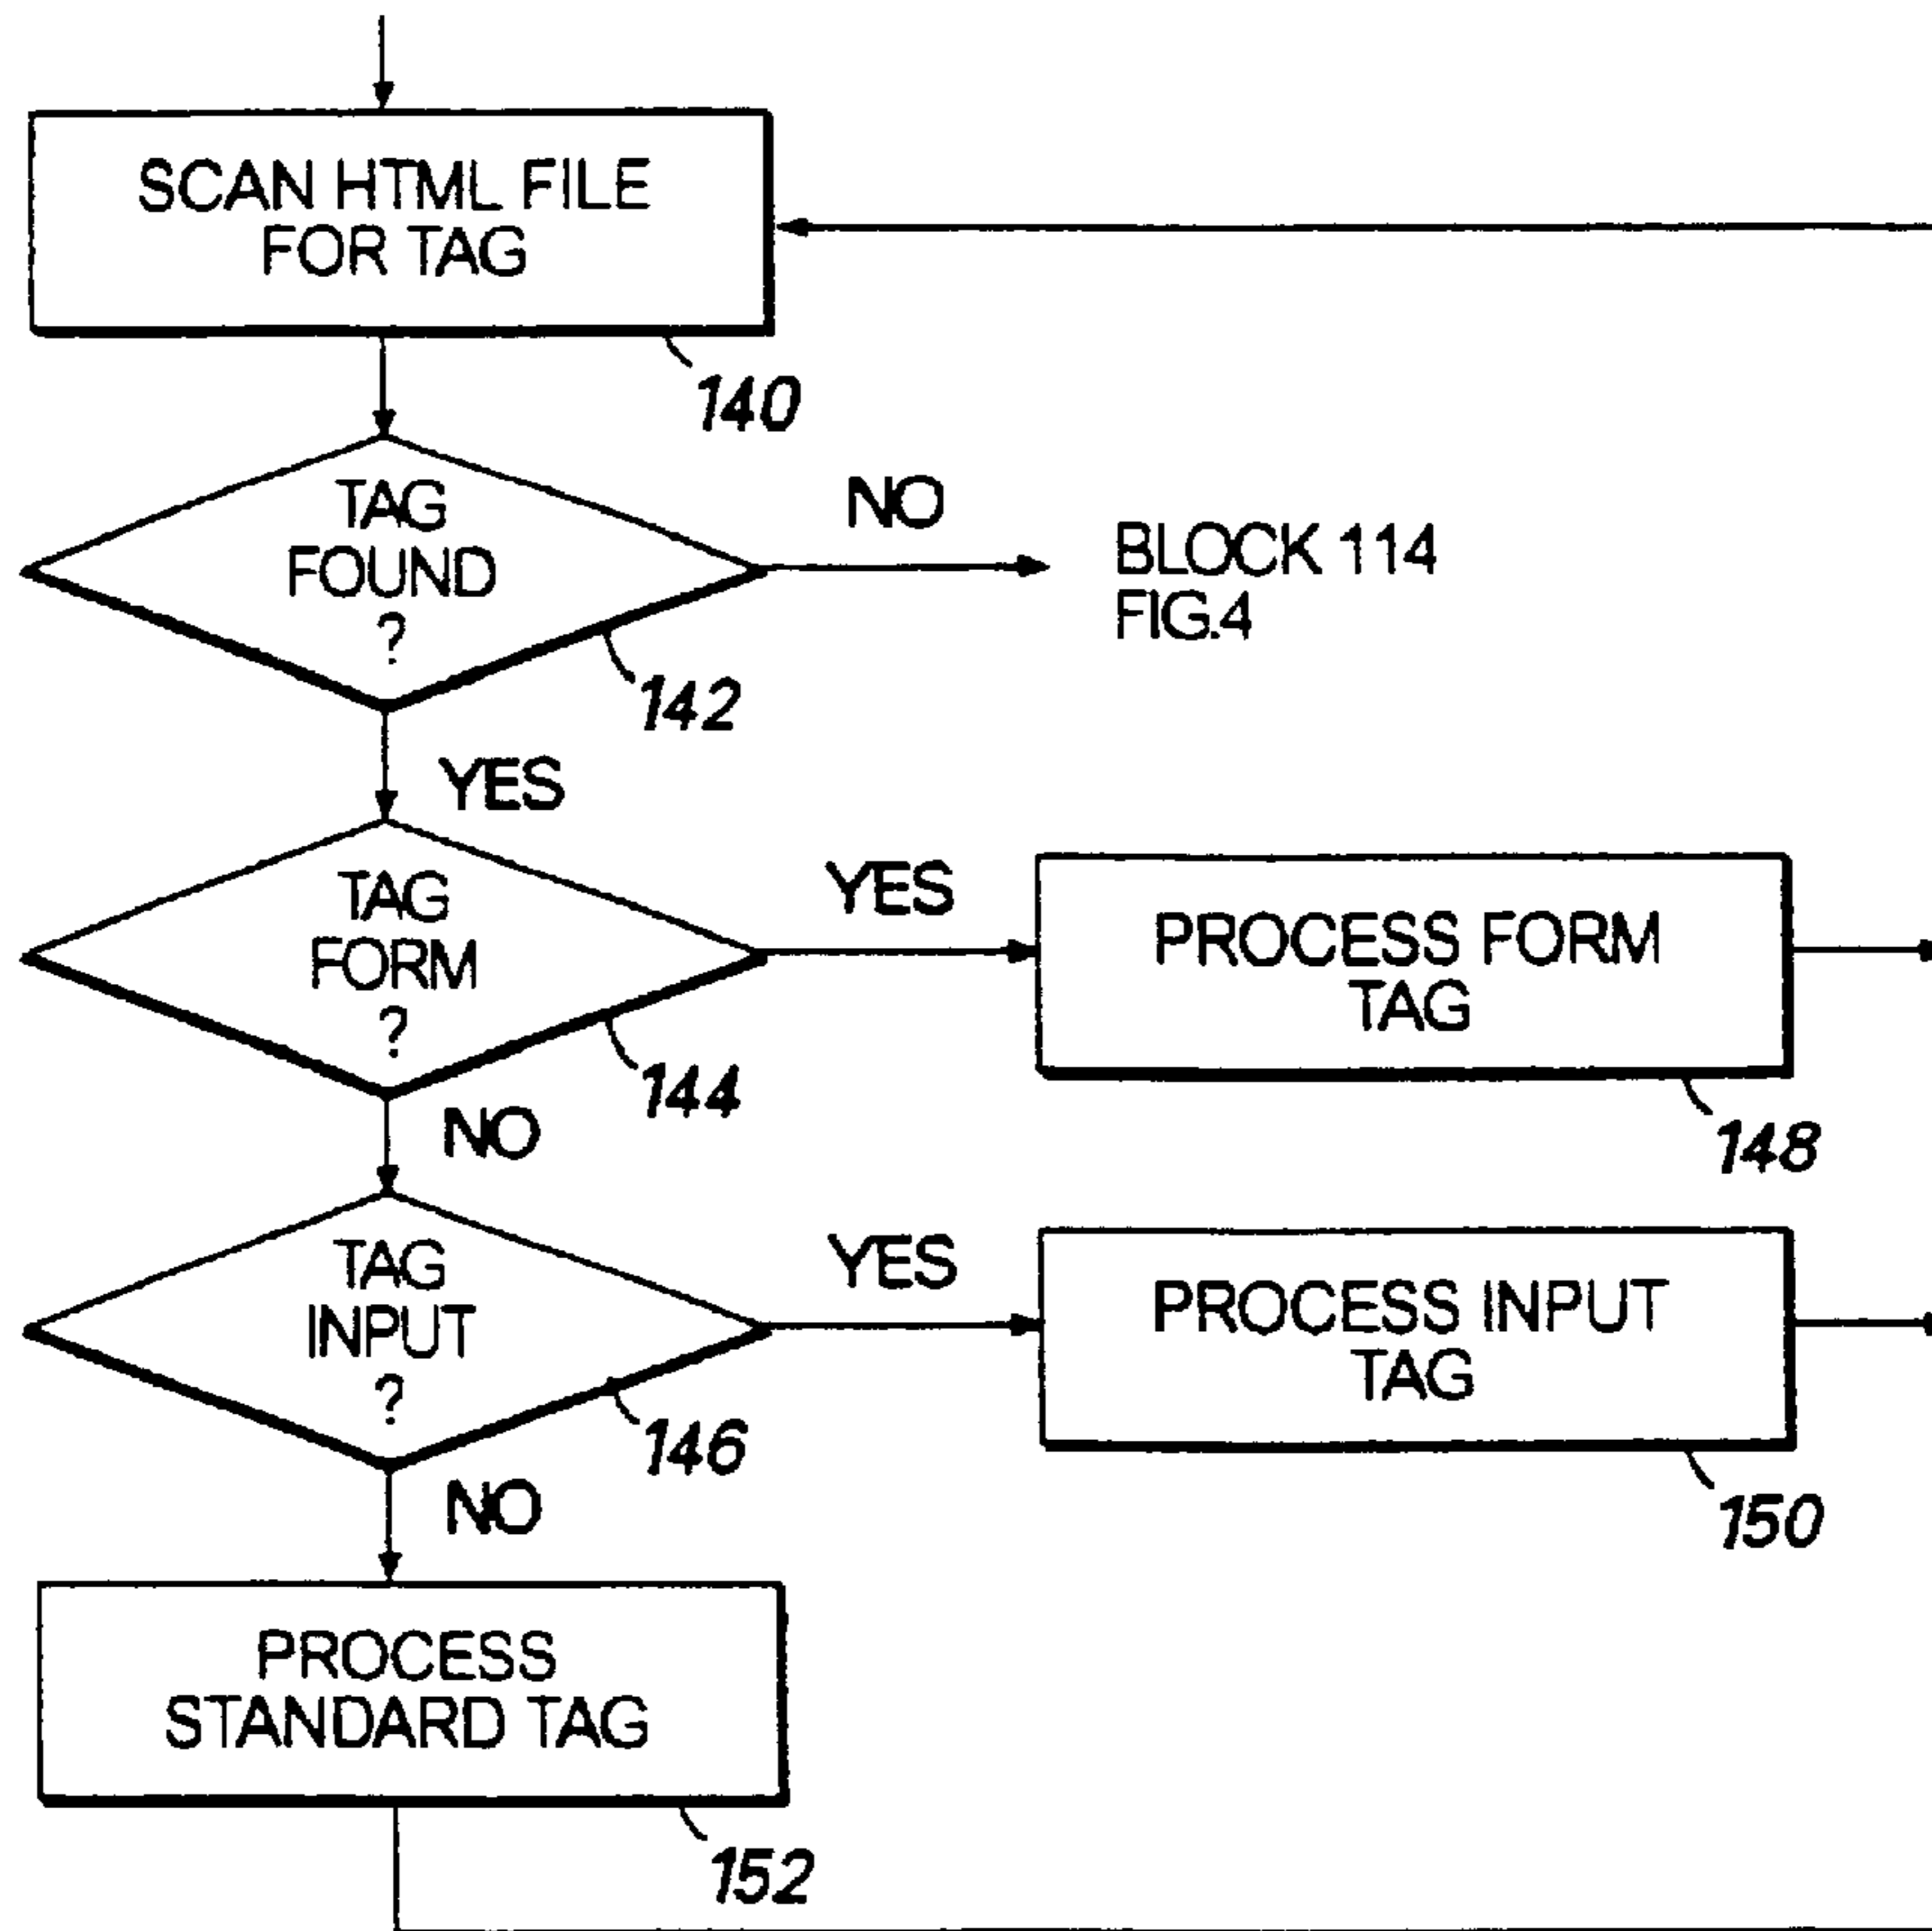 SCAN HTML FILE
FOR TAG
140
TAG
FOUND
?
NO
BLOCK 114
FIG.4
142
YES
TAG
FORM
?
YES
PROCESS FORM
TAG
144
148
NO
TAG
INPUT
?
YES
PROCESS INPUT
TAG
146
150
NO
PROCESS
STANDARD TAG
152